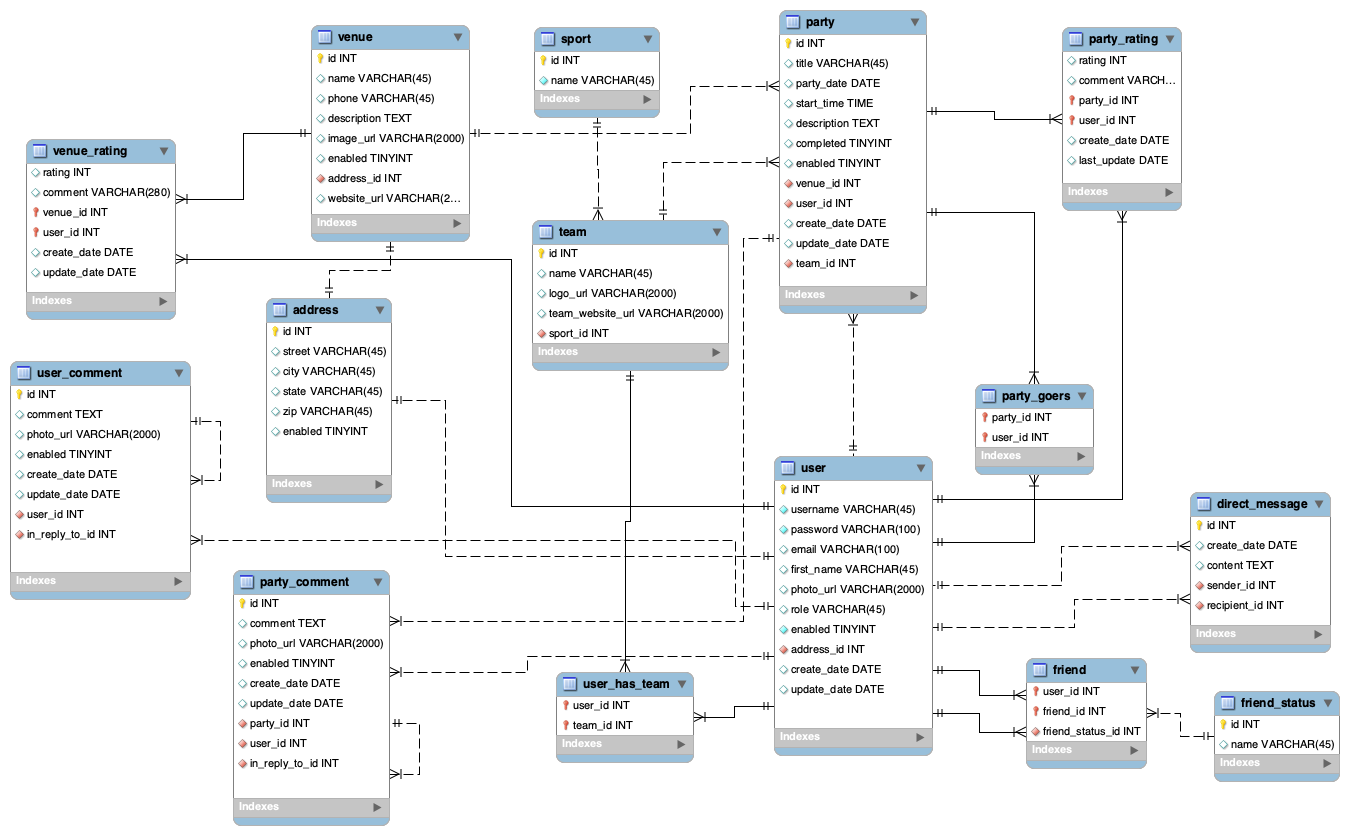 venue
id INT
name VARCHAR(45)
phone VARCHAR(45)
description TEXT
image_url VARCHAR(2000)
enabled TINYINT
address_id INT
website_url VARCHAR(2...
Indexes
sport
id INT
name VARCHAR(45)
Indexes
party
id INT
title VARCHAR(45)
party_date DATE
start_time TIME
description TEXT
completed TINYINT
enabled TINYINT
venue_id INT
user_id INT
create_date DATE
update_date DATE
team_id INT
Indexes
party_rating
rating INT
comment VARCH...
party_id INT
user_id INT
create_date DATE
last_update DATE
Indexes
venue_rating
rating INT
comment VARCHAR(280)
venue_id INT
user_id INT
create_date DATE
update_date DATE
Indexes
team
id INT
name VARCHAR(45)
logo_url VARCHAR(2000)
team_website_url VARCHAR(2000)
sport_id INT
Indexes
address
id INT
street VARCHAR(45)
city VARCHAR(45)
state VARCHAR(45)
zip VARCHAR(45)
enabled TINYINT
Indexes
user_comment
id INT
comment TEXT
photo_url VARCHAR(2000)
enabled TINYINT
create_date DATE
update_date DATE
user_id INT
in_reply_to_id INT
Indexes
party_goers
party_id INT
user_id INT
Indexes
user
id INT
username VARCHAR(45)
password VARCHAR(100)
email VARCHAR(100)
first_name VARCHAR(45)
photo_url VARCHAR(2000)
role VARCHAR(45)
enabled TINYINT
address_id INT
create_date DATE
update_date DATE
Indexes
direct_message
id INT
create_date DATE
content TEXT
sender_id INT
recipient_id INT
Indexes
party_comment
id INT
comment TEXT
photo_url VARCHAR(2000)
enabled TINYINT
create_date DATE
update_date DATE
party_id INT
user_id INT
in_reply_to_id INT
Indexes
user_has_team
user_id INT
team_id INT
Indexes
friend
user_id INT
friend_id INT
friend_status_id INT
Indexes
friend_status
id INT
name VARCHAR(45)
Indexes